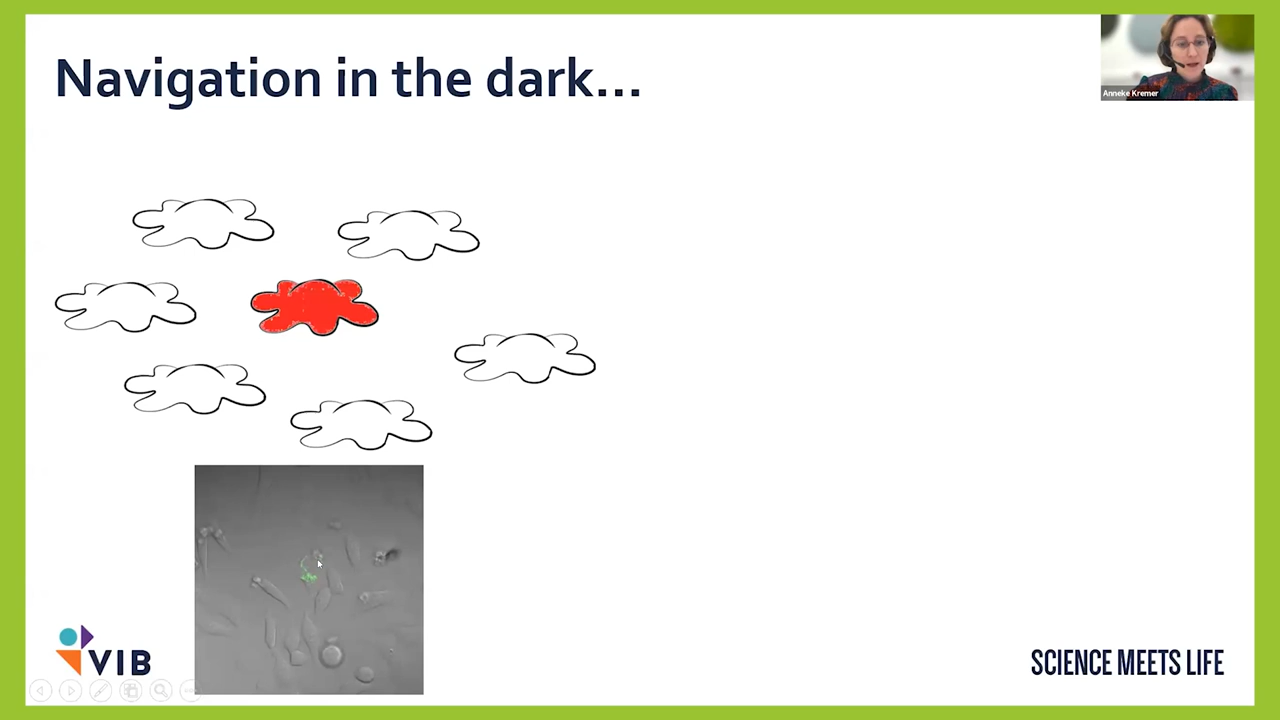 Navigation in the dark...
Anneke Kremer
VIB
SCIENCE MEETS LIFE